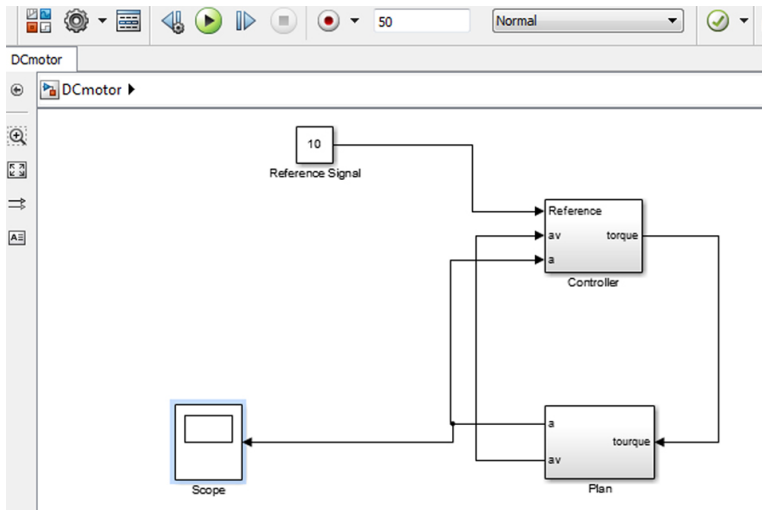 50 Normal
DCmotor
DCmotor
10
Reference Signal
Reference
av torque
a
Controller
a
tourque
av
Scope
Plan